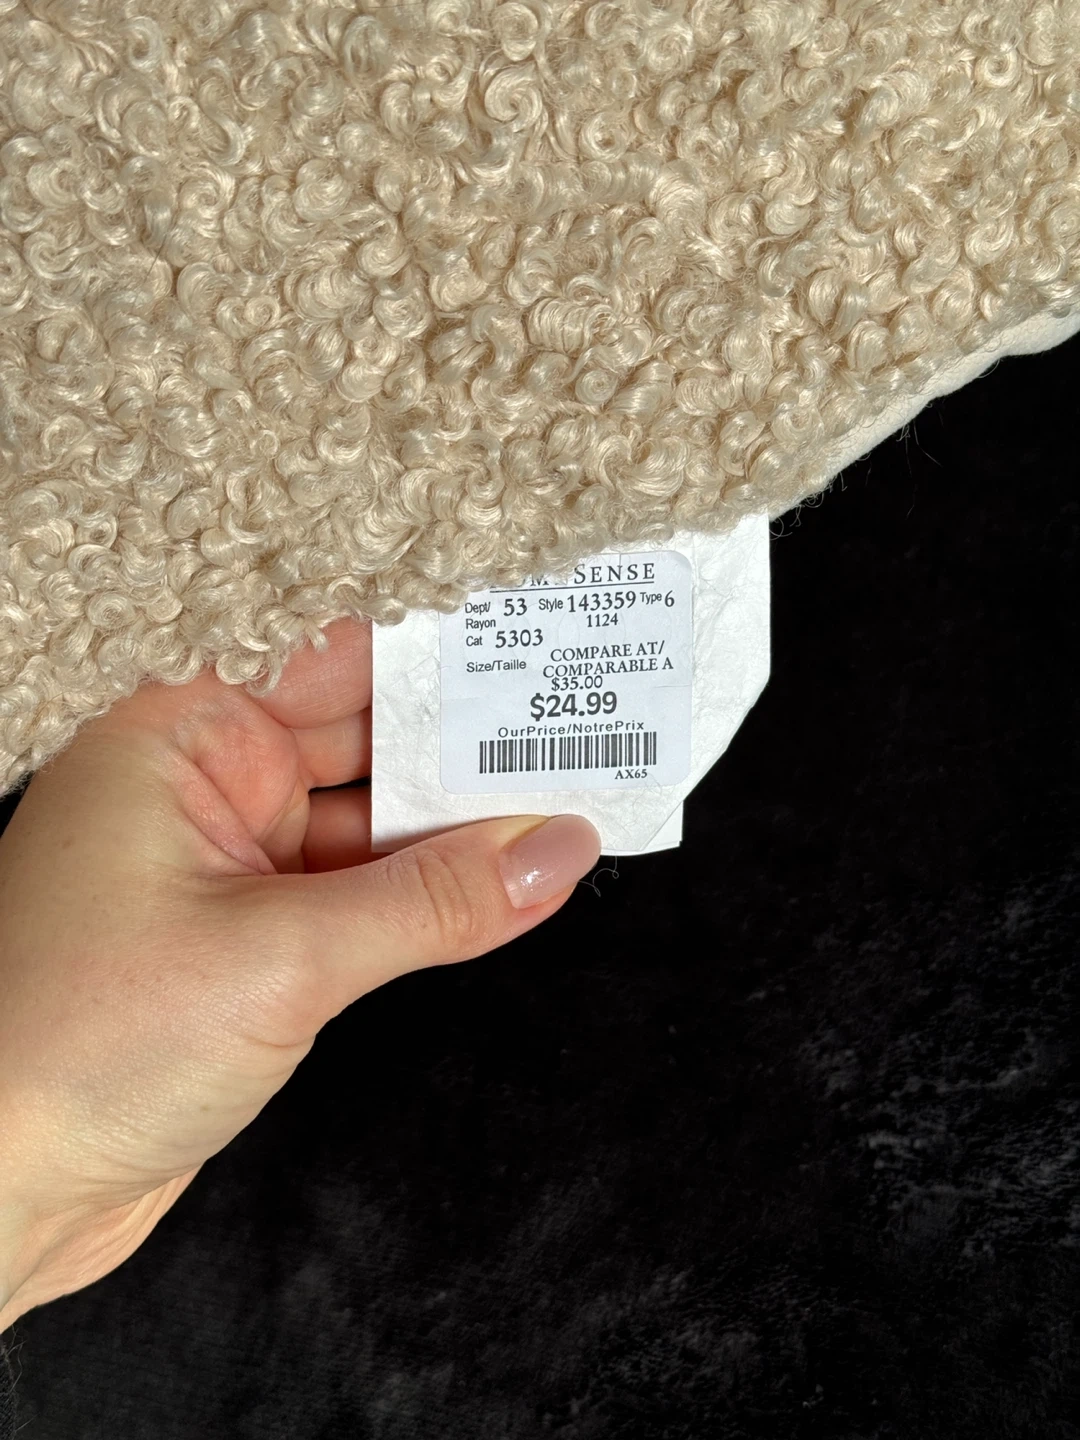 HOMESENSE
Dept/ 53 Style 143359 Type 6
Rayon 1124
Cat 5303
COMPARE AT/
Size/Taille COMPARABLE A
$35.00
$24.99
OurPrice/NotrePrix
AX65